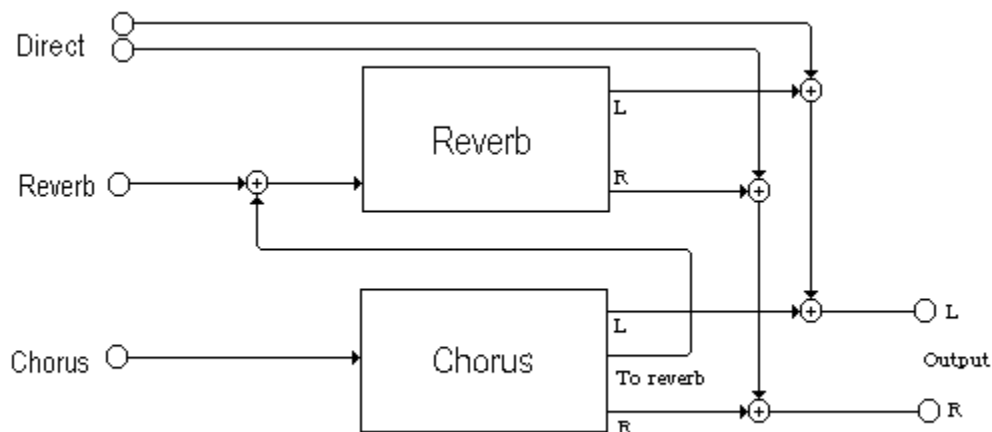 Direct
L
Reverb
R
Reverb
L
L
Chorus
Chorus
Output
To reverb
R
R